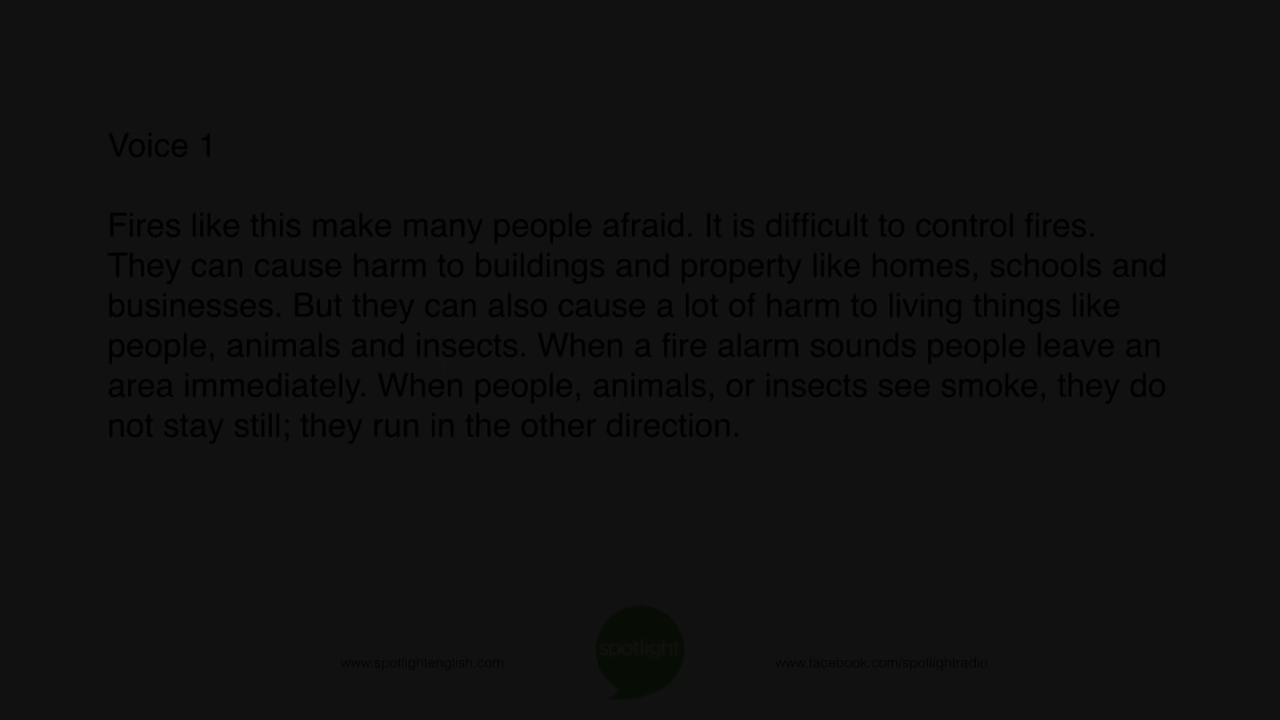 Voice 1
Fires like this make many people afraid. It is difficult to control fires.
They can cause harm to buildings and property like homes, schools and
businesses. But they can also cause a lot of harm to living things like
people, animals and insects. When a fire alarm sounds people leave an
area immediately. When people, animals, or insects see smoke, they do
not stay still; they run in the other direction.
spotlight
www.spotlightenglish.com
www.facebook.com/spotlightradio